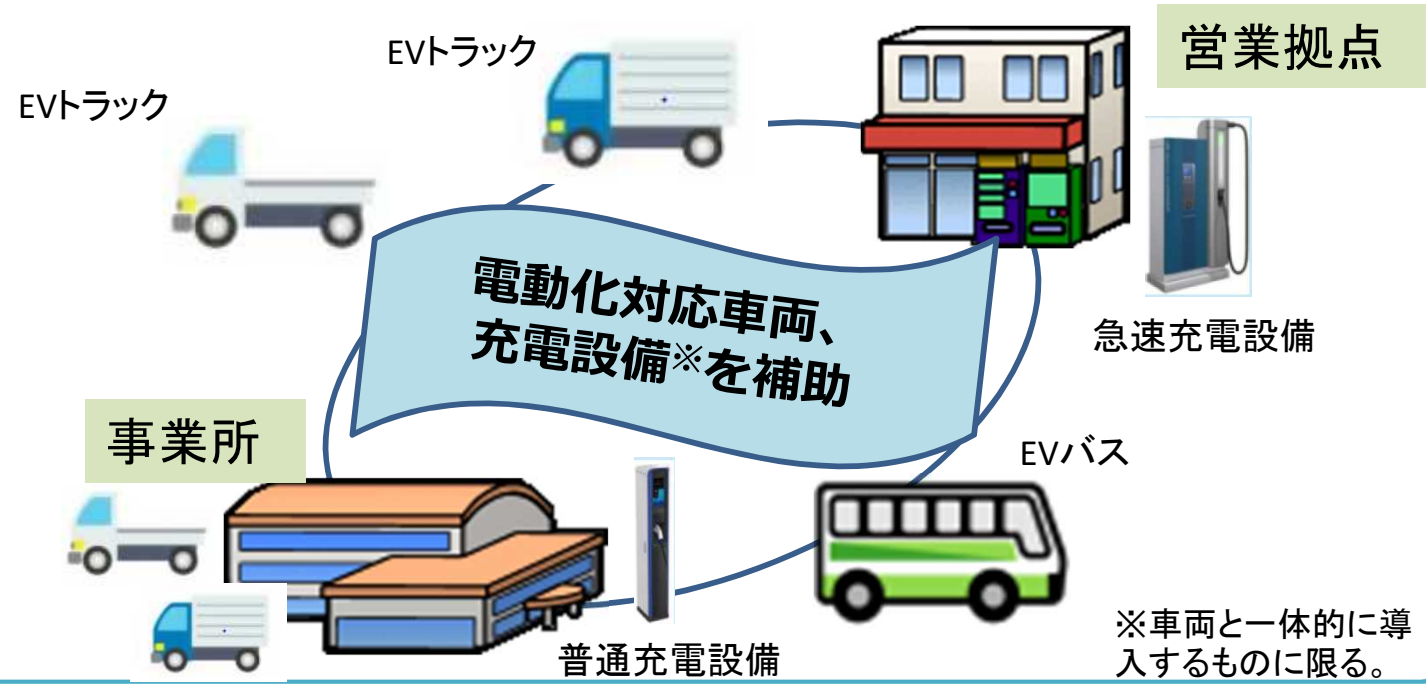 EVトラック
EVトラック
営業拠点
電動化対応車両、
充電設備※を補助
急速充電設備
事業所
EVバス
普通充電設備
※車両と一体的に導
入するものに限る。